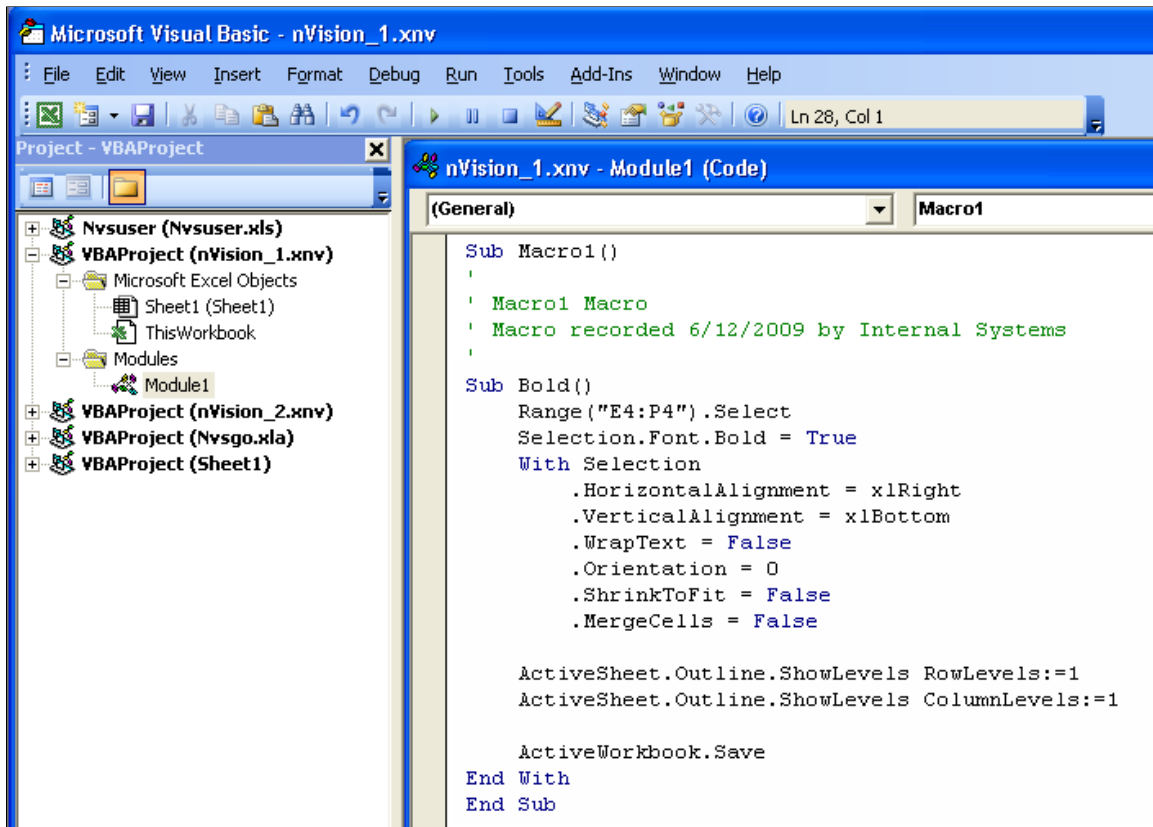 Microsoft Visual Basic - nVision_1.xnv
File Edit View Insert Format Debug Run Tools Add-Ins Window Help
Ln 28, Col 1
Project - VBAProject
Nvsuser (Nvsuser.xls)
VBAProject (nVision_1.xnv)
Microsoft Excel Objects
Sheet1 (Sheet1)
ThisWorkbook
Modules
Module1
VBAProject (nVision_2.xnv)
VBAProject (Nvsgo.xla)
VBAProject (Sheet1)
nVision_1.xnv - Module1 (Code)
(General) Macro1
Sub Macro1()
'
' Macro1 Macro
' Macro recorded 6/12/2009 by Internal Systems
'
Sub Bold()
Range("E4:P4").Select
Selection.Font.Bold = True
With Selection
.HorizontalAlignment = xlRight
.VerticalAlignment = xlBottom
.WrapText = False
.Orientation = 0
.ShrinkToFit = False
.MergeCells = False
ActiveSheet.Outline.ShowLevels RowLevels:=1
ActiveSheet.Outline.ShowLevels ColumnLevels:=1
ActiveWorkbook.Save
End With
End Sub